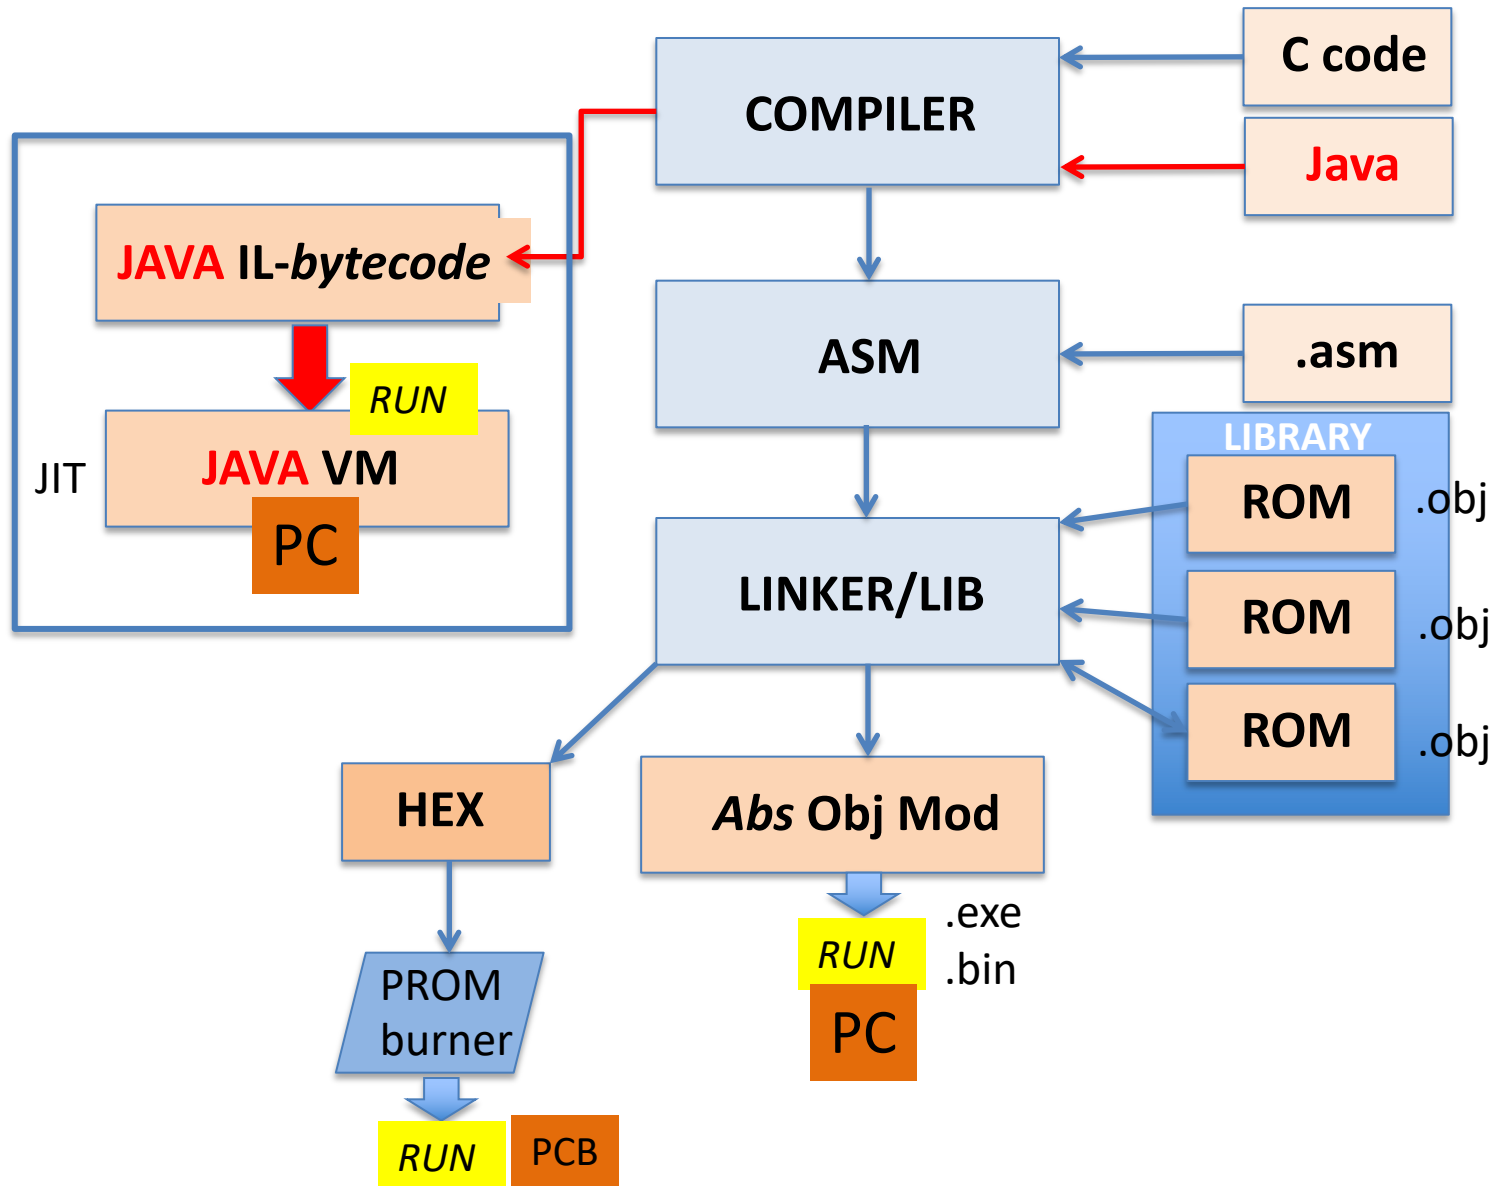 C code
COMPILER
Java
JAVA IL-bytecode
ASM
.asm
RUN
LIBRARY
JAVA VM
JIT
ROM
.obj
PC
LINKER/LIB
ROM
.obj
ROM
.obj
HEX
Abs Obj Mod
.exe
RUN
.bin
PROM
burner
PC
RUN
PCB